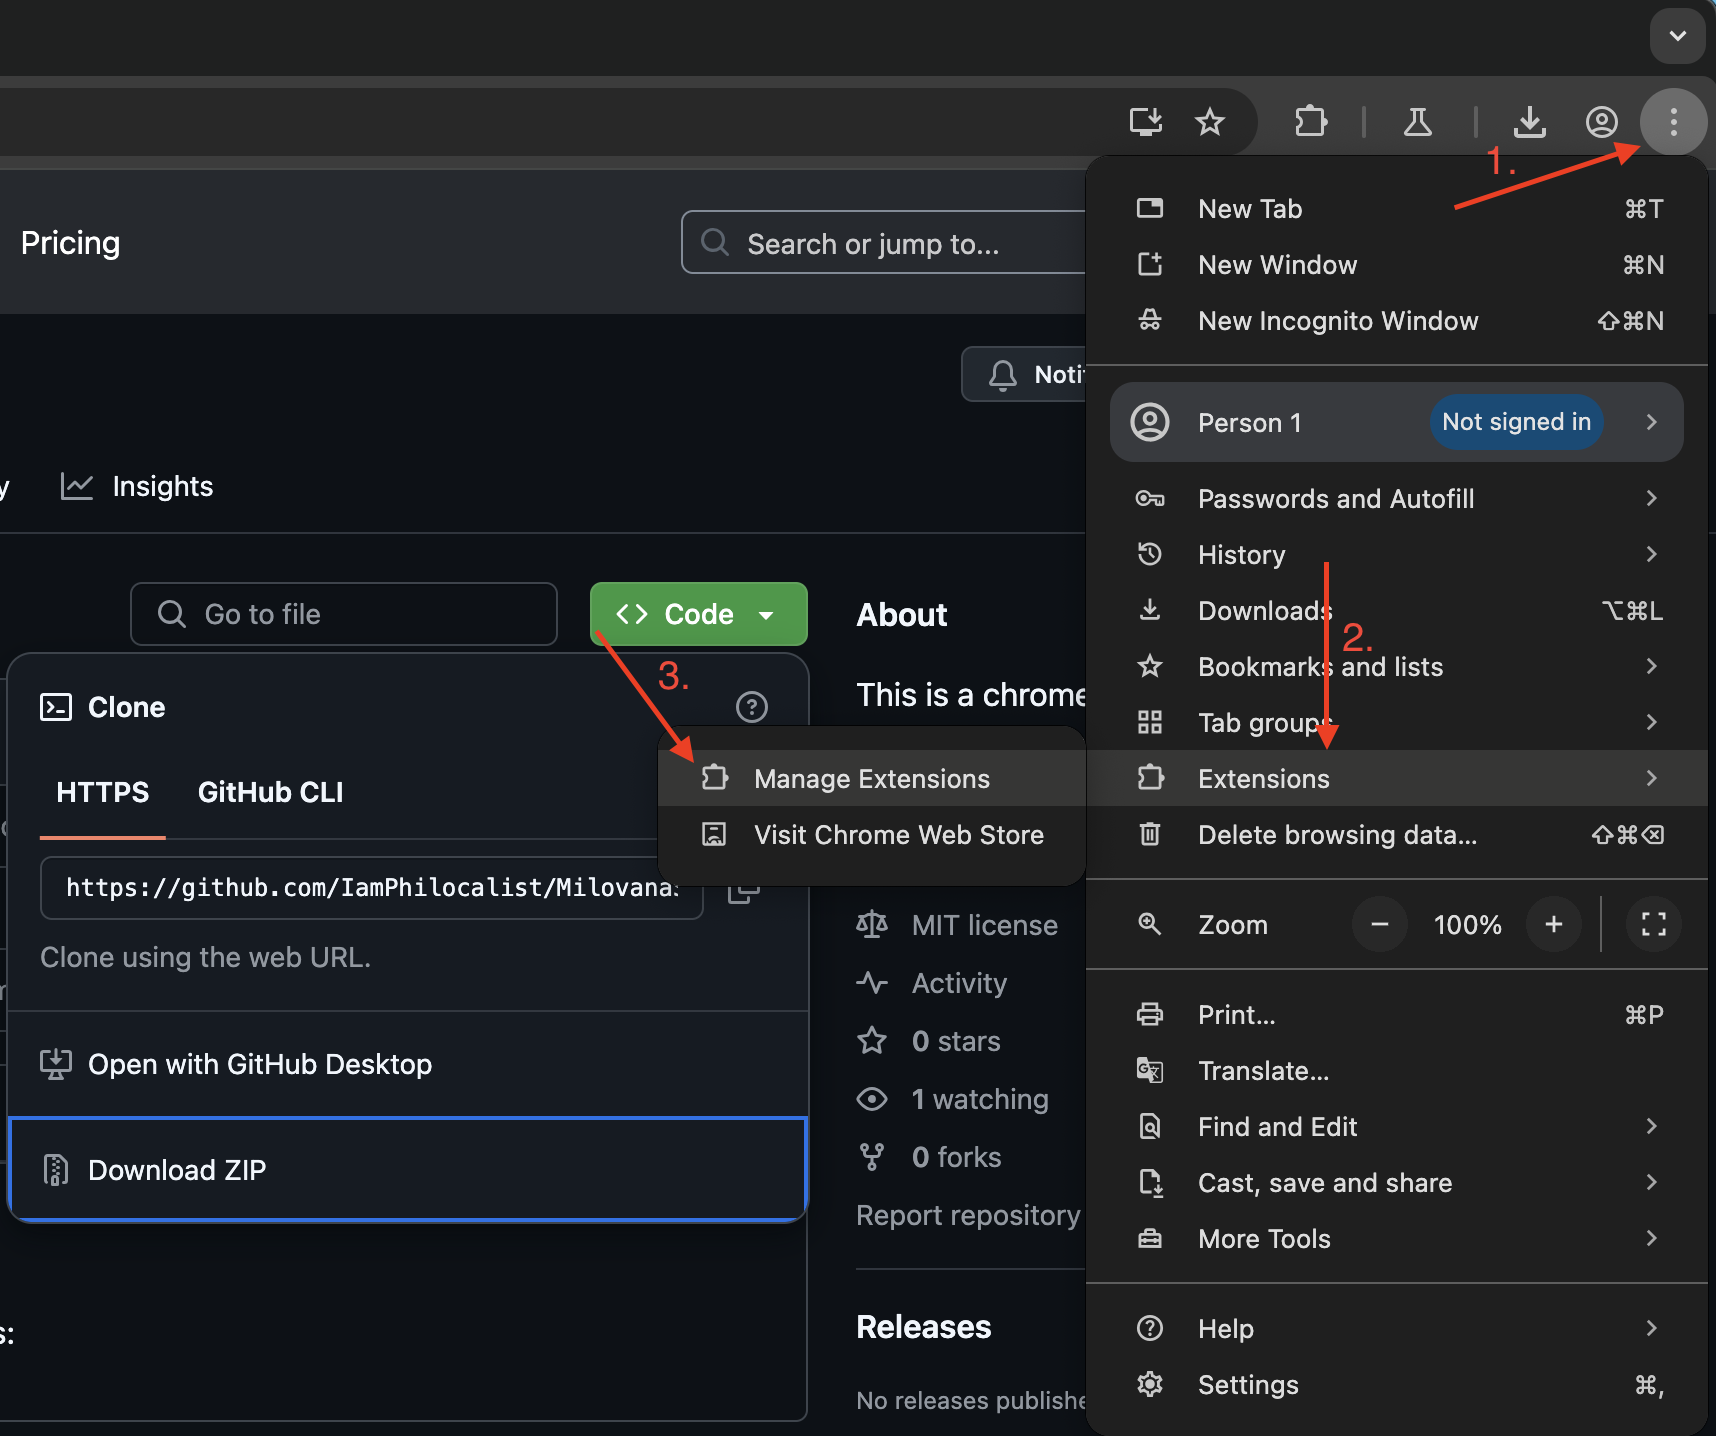 Pricing
Search or jump to...
1.
New Tab ⌘T
New Window ⌘N
New Incognito Window ⇧⌘N
Person 1 Not signed in
Passwords and Autofill
History
Downloads ⌥⌘L
2.
Bookmarks and lists
Tab groups
Extensions
Delete browsing data... ⇧⌘⌫
Zoom − 100% +
Print... ⌘P
Translate...
Find and Edit
Cast, save and share
More Tools
Help
Settings ⌘,
Noti
y Insights
Go to file
<> Code
3.
Clone
HTTPS GitHub CLI
https://github.com/IamPhilocalist/Milovana
Clone using the web URL.
Open with GitHub Desktop
Download ZIP
s:
Manage Extensions
Visit Chrome Web Store
About
This is a chrome
MIT license
Activity
0 stars
1 watching
0 forks
Report repository
Releases
No releases publishe